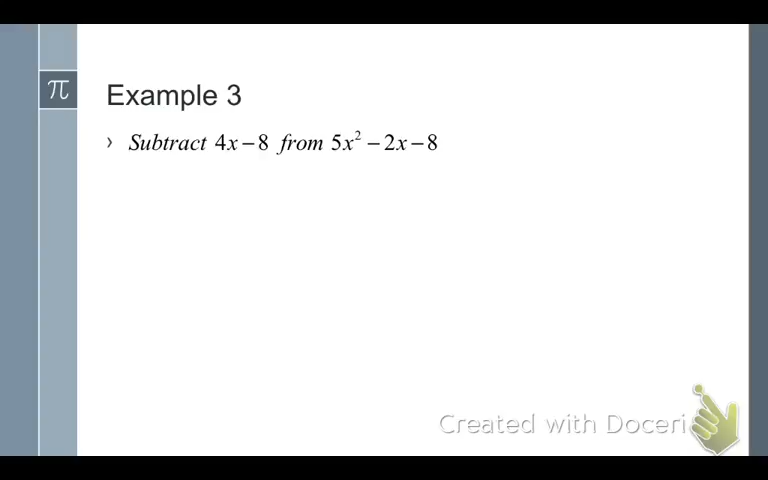 π
Example 3
› Subtract 4x − 8 from 5x² − 2x − 8
Created with Doceri